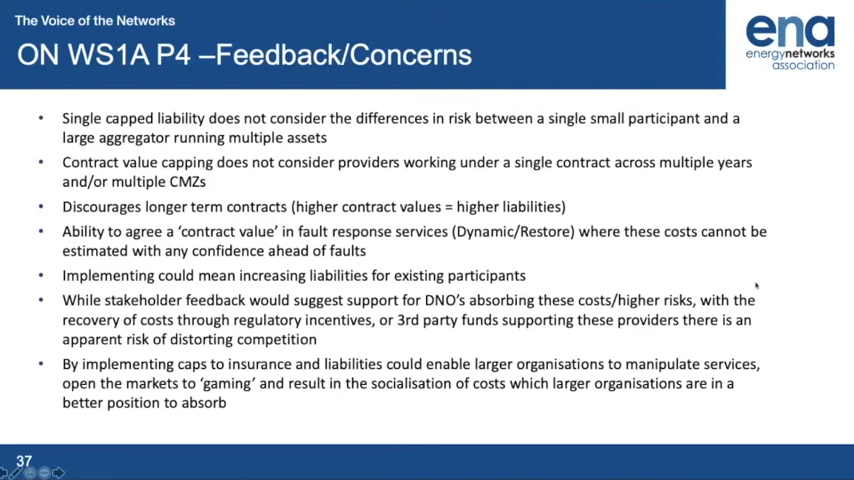 The Voice of the Networks
ON WS1A P4 –Feedback/Concerns
ena
energynetworks
association
• Single capped liability does not consider the differences in risk between a single small participant and a
large aggregator running multiple assets
• Contract value capping does not consider providers working under a single contract across multiple years
and/or multiple CMZs
• Discourages longer term contracts (higher contract values = higher liabilities)
• Ability to agree a ‘contract value’ in fault response services (Dynamic/Restore) where these costs cannot be
estimated with any confidence ahead of faults
• Implementing could mean increasing liabilities for existing participants
• While stakeholder feedback would suggest support for DNO’s absorbing these costs/higher risks, with the
recovery of costs through regulatory incentives, or 3rd party funds supporting these providers there is an
apparent risk of distorting competition
• By implementing caps to insurance and liabilities could enable larger organisations to manipulate services,
open the markets to ‘gaming’ and result in the socialisation of costs which larger organisations are in a
better position to absorb
37